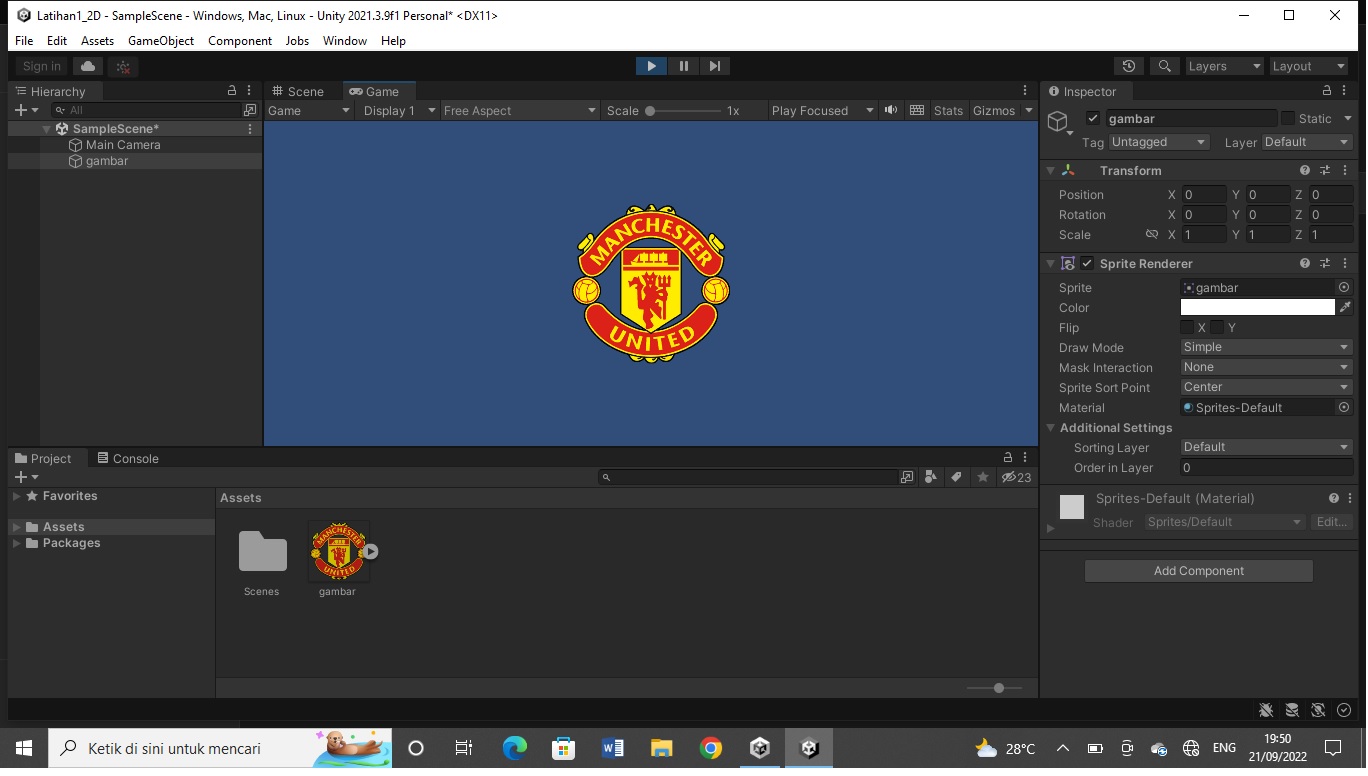 Latihan1_2D - SampleScene - Windows, Mac, Linux - Unity 2021.3.9f1 Personal* <DX11>
File Edit Assets GameObject Component Jobs Window Help
Sign in Layers Layout
Hierarchy
All
SampleScene*
Main Camera
gambar
Scene Game
Game Display 1 Free Aspect Scale 1x Play Focused Stats Gizmos
MANCHESTER
UNITED
Inspector
gambar Static
Tag Untagged Layer Default
Transform
Position X 0 Y 0 Z 0
Rotation X 0 Y 0 Z 0
Scale X 1 Y 1 Z 1
Sprite Renderer
Sprite gambar
Color
Flip X Y
Draw Mode Simple
Mask Interaction None
Sprite Sort Point Center
Material Sprites-Default
Additional Settings
Sorting Layer Default
Order in Layer 0
Sprites-Default (Material)
Shader Sprites/Default Edit...
Add Component
Project Console
23
Favorites
Assets
Packages
Assets
MANCHESTER
UNITED
Scenes gambar
Ketik di sini untuk mencari
28°C ENG
19:50
21/09/2022